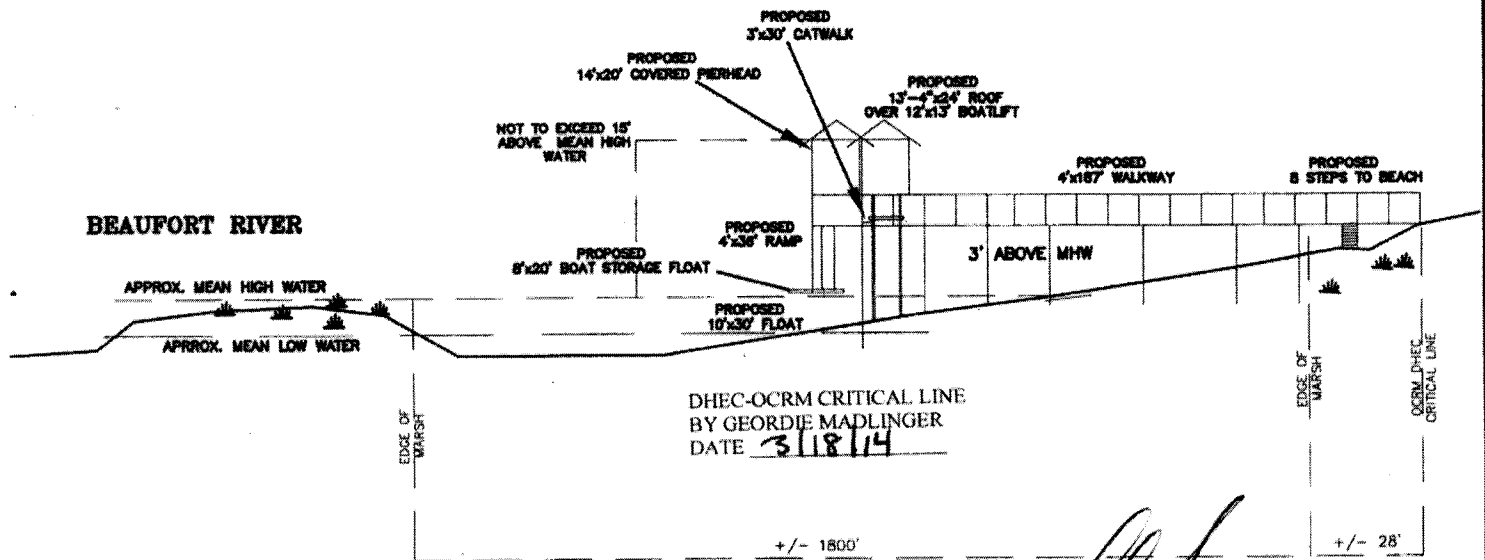 PROPOSED
3'x30' CATWALK
PROPOSED
14'x20' COVERED PIERHEAD
PROPOSED
13'-4"x24' ROOF
OVER 12'x13' BOATLIFT
NOT TO EXCEED 15'
ABOVE MEAN HIGH
WATER
PROPOSED
4'x187' WALKWAY
PROPOSED
8 STEPS TO BEACH
BEAUFORT RIVER
PROPOSED
4'x36' RAMP
PROPOSED
8'x20' BOAT STORAGE FLOAT
3' ABOVE MHW
APPROX. MEAN HIGH WATER
PROPOSED
10'x30' FLOAT
APRROX. MEAN LOW WATER
EDGE OF
MARSH
EDGE OF
MARSH
OCRM DHEC
CRITICAL LINE
DHEC-OCRM CRITICAL LINE
BY GEORDIE MADLINGER
DATE 3/18/14
+/- 1800'
+/- 28'